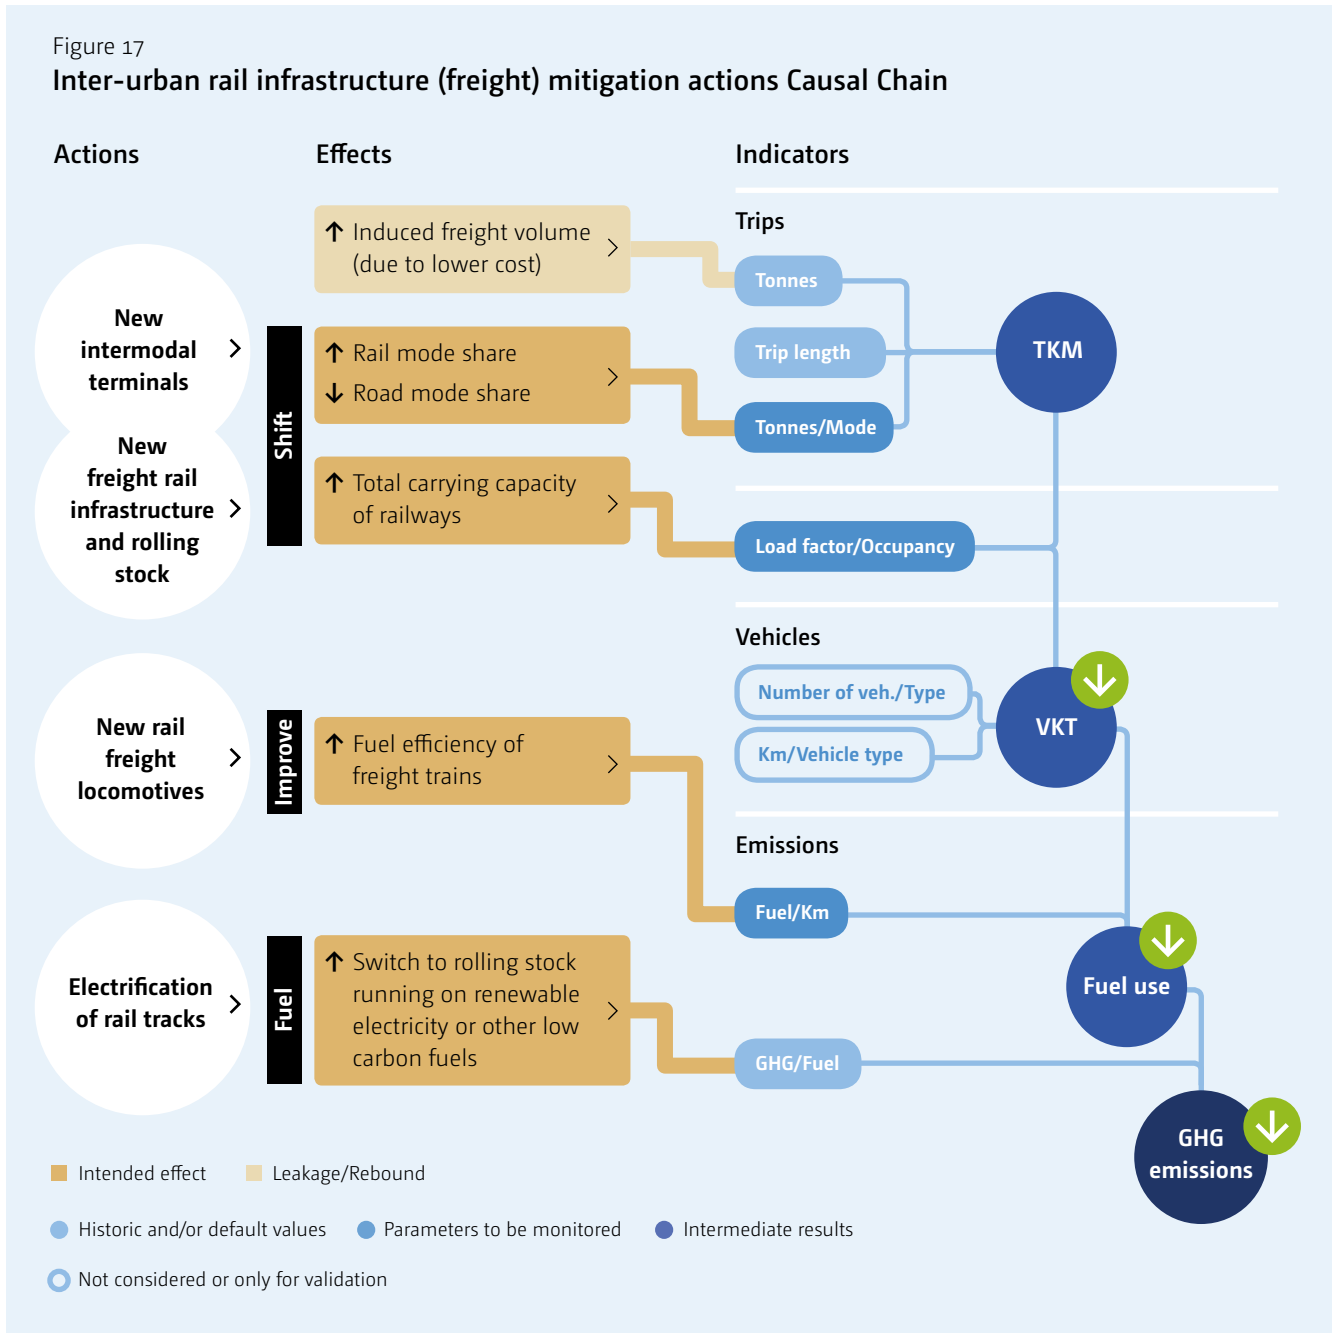 Figure 17
Inter-urban rail infrastructure (freight) mitigation actions Causal Chain
Actions
Effects
Indicators
New
intermodal
terminals
New
freight rail
infrastructure
and rolling
stock
New rail
freight
locomotives
Electrification
of rail tracks
Shift
Improve
Fuel
↑ Induced freight volume
(due to lower cost)
↑ Rail mode share
↓ Road mode share
↑ Total carrying capacity
of railways
↑ Fuel efficiency of
freight trains
↑ Switch to rolling stock
running on renewable
electricity or other low
carbon fuels
Trips
Tonnes
Trip length
Tonnes/Mode
Load factor/Occupancy
Vehicles
Number of veh./Type
Km/Vehicle type
Emissions
Fuel/Km
GHG/Fuel
TKM
VKT
Fuel use
GHG
emissions
Intended effect
Leakage/Rebound
Historic and/or default values
Parameters to be monitored
Intermediate results
Not considered or only for validation